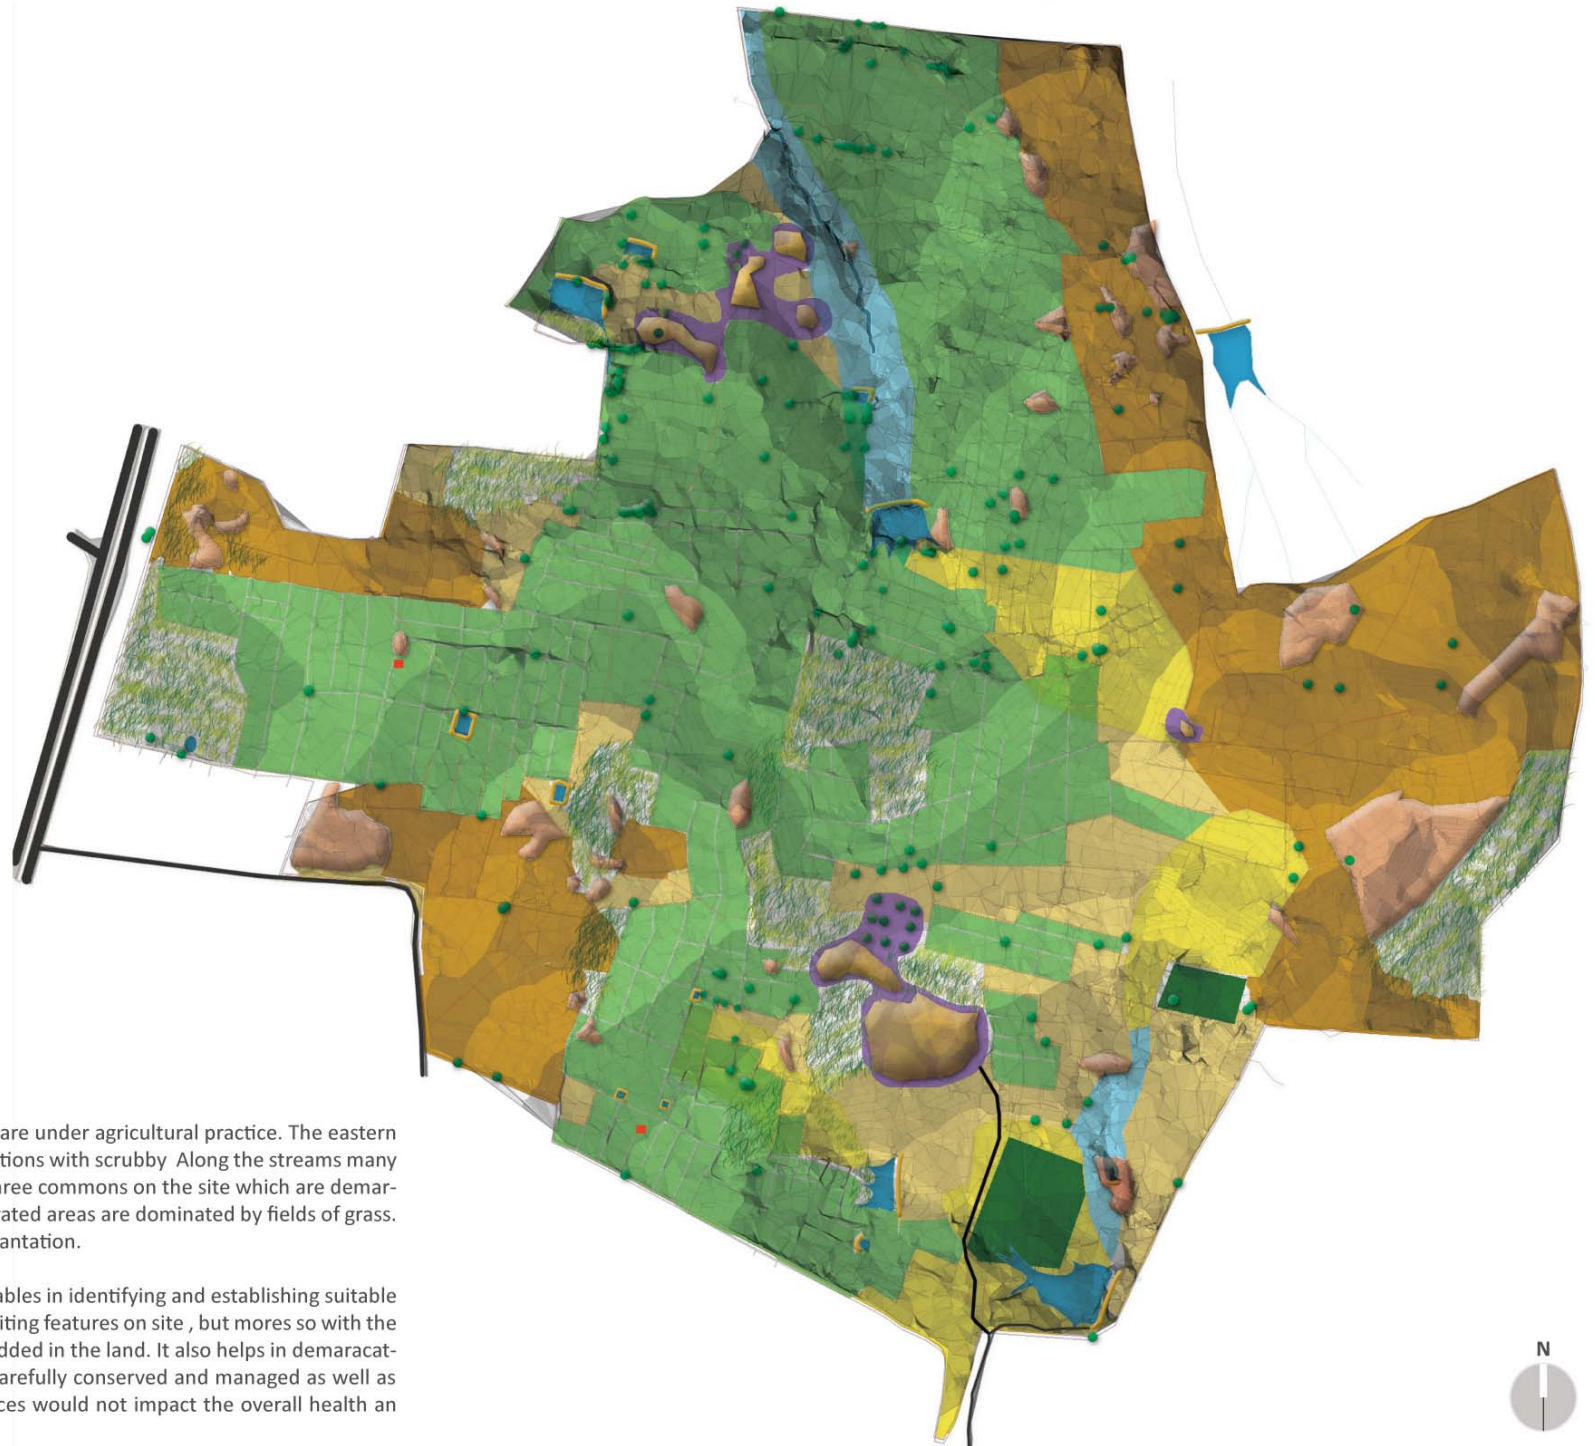 are under agricultural practice. The eastern
tions with scrubby Along the streams many
hree commons on the site which are demar-
ated areas are dominated by fields of grass.
antation.
ables in identifying and establishing suitable
iting features on site , but mores so with the
dded in the land. It also helps in demaracat-
arefully conserved and managed as well as
ces would not impact the overall health an
N